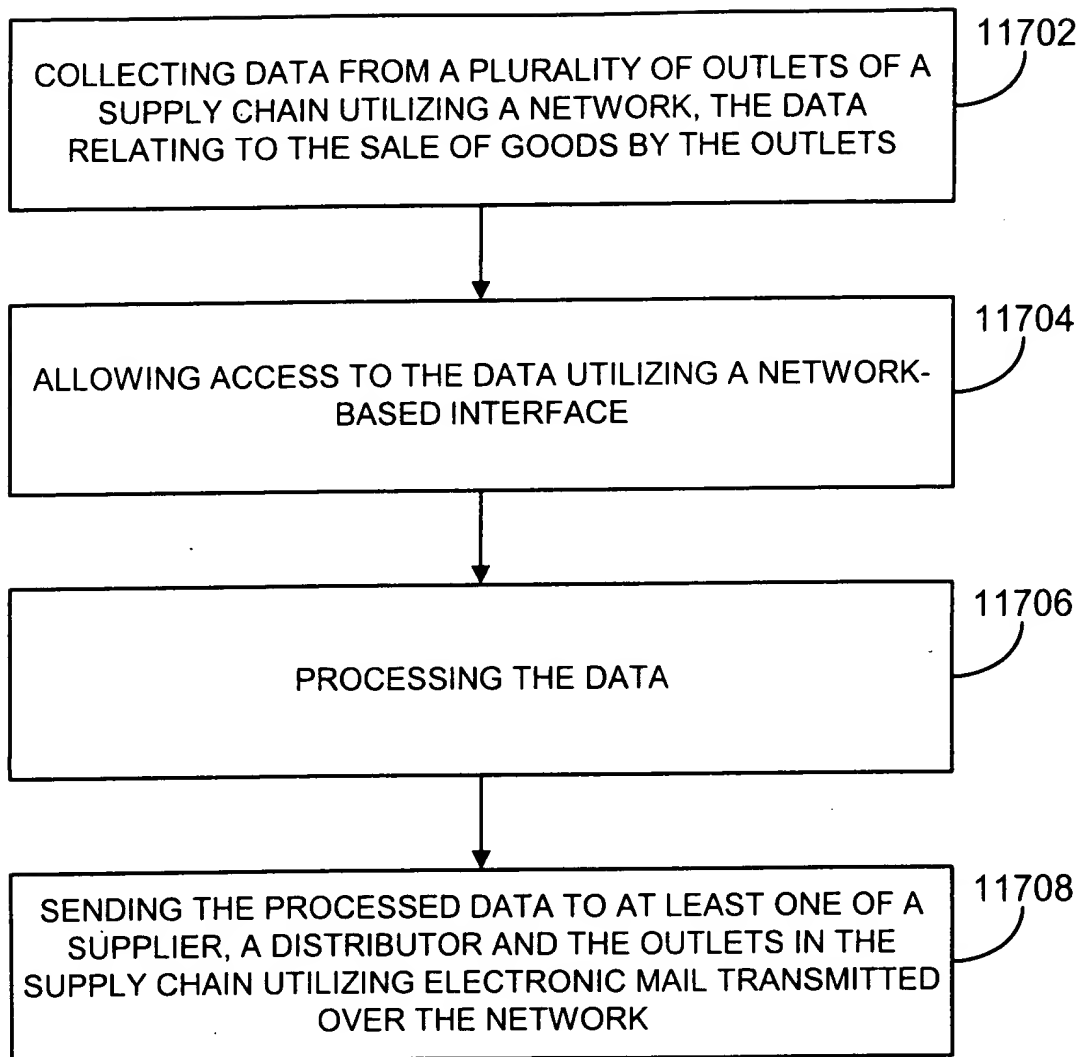 11702
COLLECTING DATA FROM A PLURALITY OF OUTLETS OF A
SUPPLY CHAIN UTILIZING A NETWORK, THE DATA
RELATING TO THE SALE OF GOODS BY THE OUTLETS
11704
ALLOWING ACCESS TO THE DATA UTILIZING A NETWORK-
BASED INTERFACE
11706
PROCESSING THE DATA
11708
SENDING THE PROCESSED DATA TO AT LEAST ONE OF A
SUPPLIER, A DISTRIBUTOR AND THE OUTLETS IN THE
SUPPLY CHAIN UTILIZING ELECTRONIC MAIL TRANSMITTED
OVER THE NETWORK